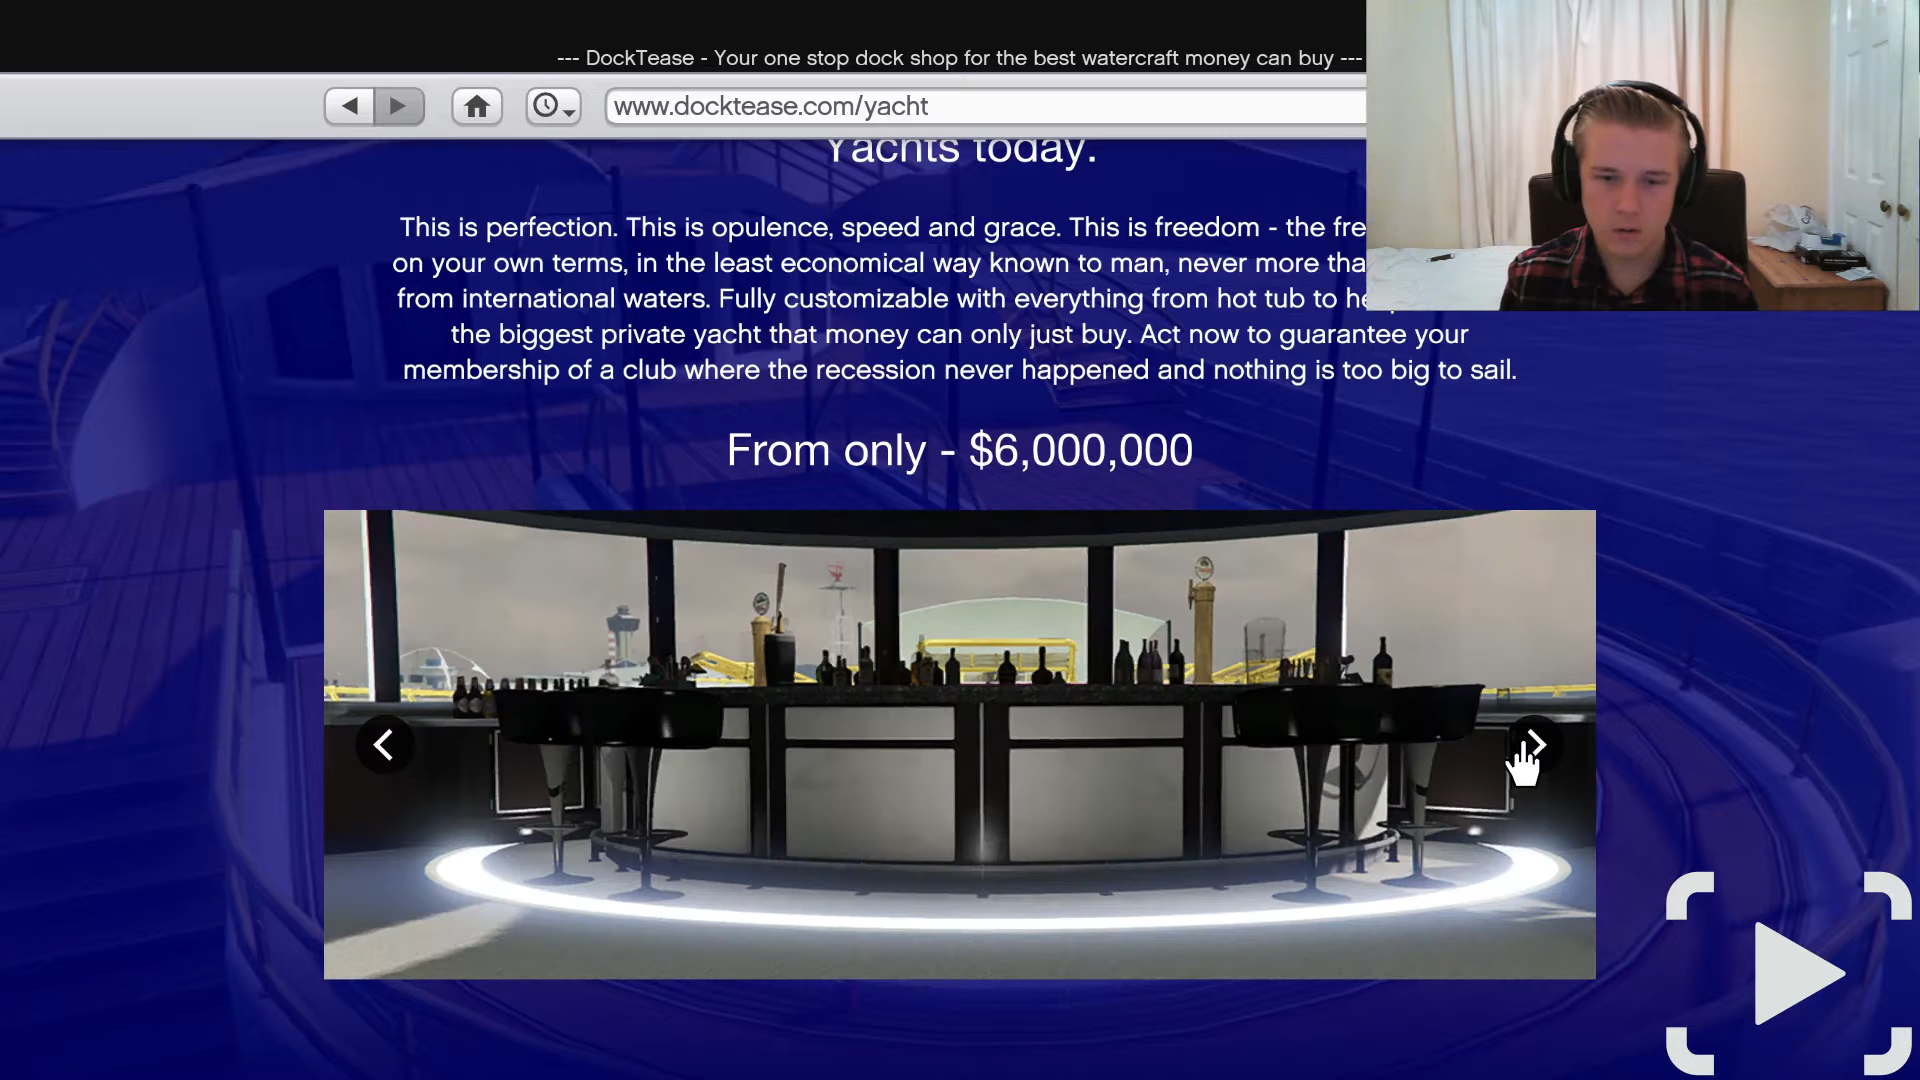 --- DockTease - Your one stop dock shop for the best watercraft money can buy ---
www.docktease.com/yacht
Yachts today.
This is perfection. This is opulence, speed and grace. This is freedom - the
on your own terms, in the least economical way known to man, never more
from international waters. Fully customizable with everything from hot tub to
the biggest private yacht that money can only just buy. Act now to guarantee your
membership of a club where the recession never happened and nothing is too big to sail.
From only - $6,000,000